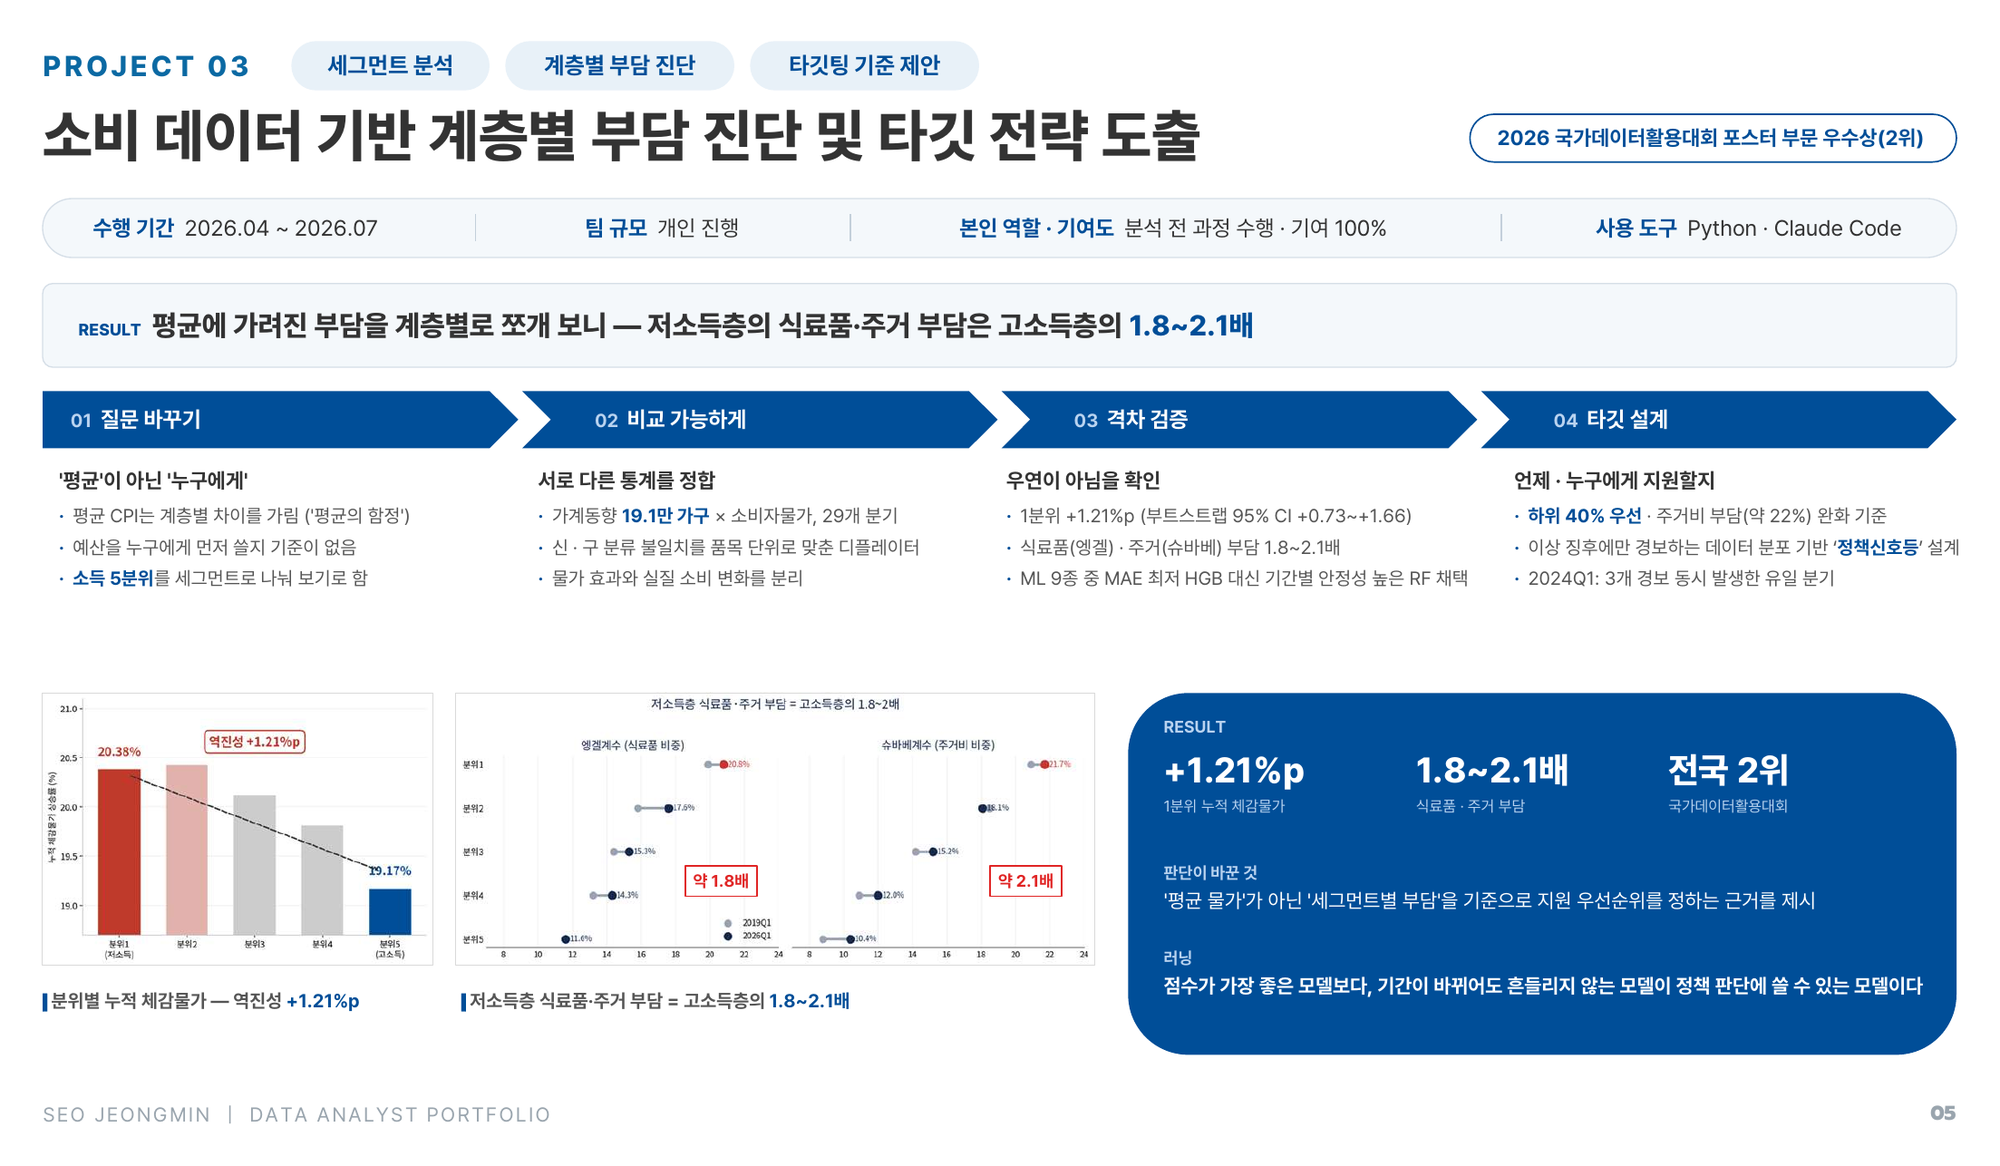 PROJECT 03
세그먼트 분석
계층별 부담 진단
타깃팅 기준 제안
소비 데이터 기반 계층별 부담 진단 및 타깃 전략 도출
2026 국가데이터활용대회 포스터 부문 우수상(2위)
수행 기간 2026.04 ~ 2026.07
팀 규모 개인 진행
본인 역할 · 기여도 분석 전 과정 수행 · 기여 100%
사용 도구 Python · Claude Code
RESULT 평균에 가려진 부담을 계층별로 쪼개 보니 — 저소득층의 식료품·주거 부담은 고소득층의 1.8~2.1배
01 질문 바꾸기
'평균'이 아닌 '누구에게'
· 평균 CPI는 계층별 차이를 가림 ('평균의 함정')
· 예산을 누구에게 먼저 쓸지 기준이 없음
· 소득 5분위를 세그먼트로 나눠 보기로 함
02 비교 가능하게
서로 다른 통계를 정합
· 가계동향 19.1만 가구 × 소비자물가, 29개 분기
· 신 · 구 분류 불일치를 품목 단위로 맞춘 디플레이터
· 물가 효과와 실질 소비 변화를 분리
03 격차 검증
우연이 아님을 확인
· 1분위 +1.21%p (부트스트랩 95% CI +0.73~+1.66)
· 식료품(엥겔) · 주거(슈바베) 부담 1.8~2.1배
· ML 9종 중 MAE 최저 HGB 대신 기간별 안정성 높은 RF 채택
04 타깃 설계
언제 · 누구에게 지원할지
· 하위 40% 우선 · 주거비 부담(약 22%) 완화 기준
· 이상 징후에만 경보하는 데이터 분포 기반 ‘정책신호등’ 설계
· 2024Q1: 3개 경보 동시 발생한 유일 분기
누적 체감물가 상승률 (%)
21.0
20.5
20.0
19.5
19.0
역진성 +1.21%p
20.38%
19.17%
분위1
(저소득)
분위2
분위3
분위4
분위5
(고소득)
분위별 누적 체감물가 — 역진성 +1.21%p
저소득층 식료품·주거 부담 = 고소득층의 1.8~2배
엥겔계수 (식료품 비중)
분위1
분위2
분위3
분위4
분위5
20.8%
17.6%
15.3%
14.3%
11.6%
약 1.8배
2019Q1
2026Q1
8 10 12 14 16 18 20 22 24
슈바베계수 (주거비 비중)
21.7%
18.1%
15.2%
12.0%
10.4%
약 2.1배
8 10 12 14 16 18 20 22 24
저소득층 식료품·주거 부담 = 고소득층의 1.8~2.1배
RESULT
+1.21%p
1분위 누적 체감물가
1.8~2.1배
식료품 · 주거 부담
전국 2위
국가데이터활용대회
판단이 바꾼 것
'평균 물가'가 아닌 '세그먼트별 부담'을 기준으로 지원 우선순위를 정하는 근거를 제시
러닝
점수가 가장 좋은 모델보다, 기간이 바뀌어도 흔들리지 않는 모델이 정책 판단에 쓸 수 있는 모델이다
SEO JEONGMIN | DATA ANALYST PORTFOLIO
05